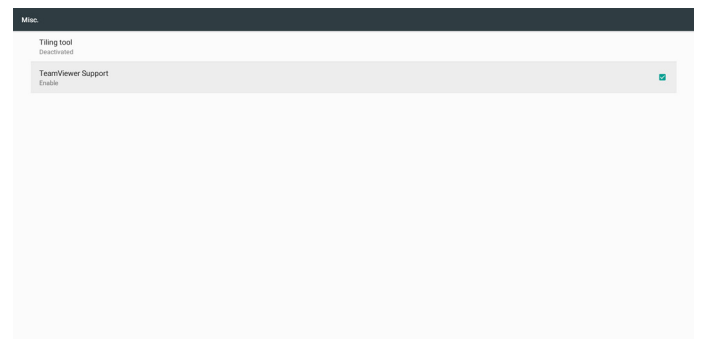 Misc.
Tiling tool
Deactivated
TeamViewer Support
Enable